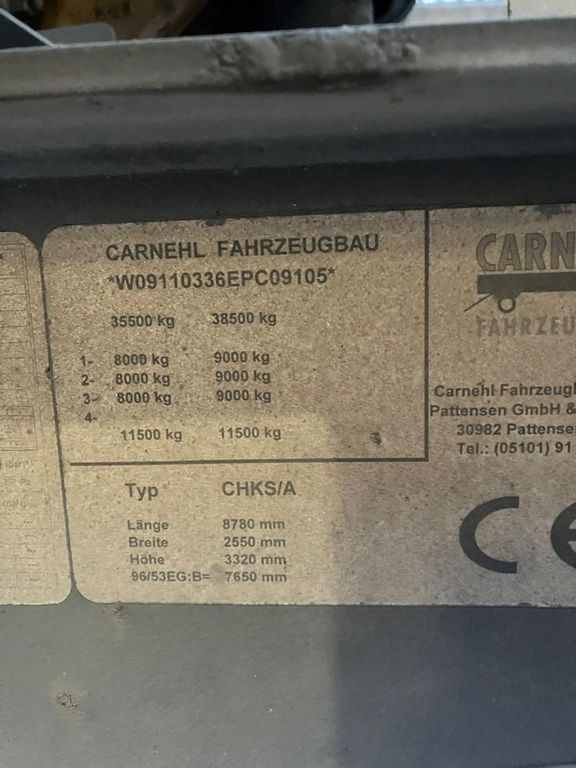 CARNEHL FAHRZEUGBAU
*W09110336EPC09105*
35500 kg 38500 kg
1- 8000 kg 9000 kg
2- 8000 kg 9000 kg
3- 8000 kg 9000 kg
4-
11500 kg 11500 kg
Typ CHKS/A
Länge 8780 mm
Breite 2550 mm
Höhe 3320 mm
96/53EG:B= 7650 mm
CARN
FAHRZEU
Carnehl Fahrzeug
Pattensen GmbH &
30982 Pattensen
Tel.: (05101) 91
CE